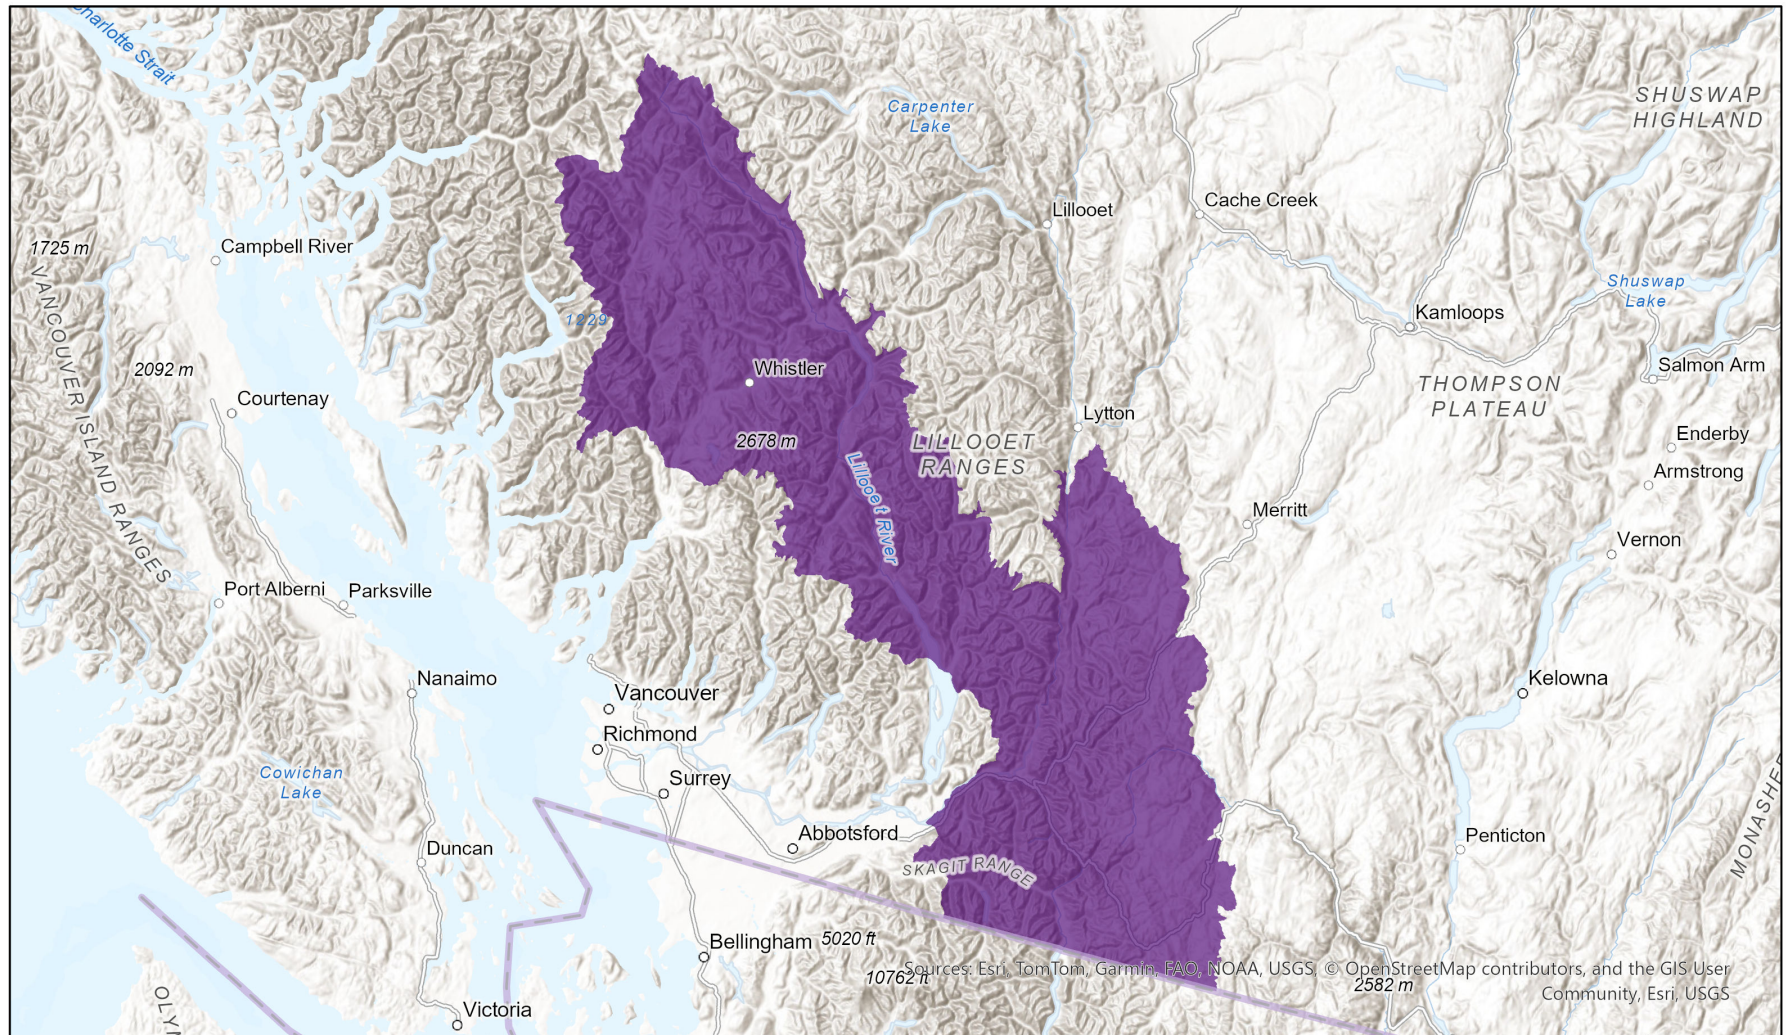 Charlotte Strait
Carpenter
Lake
SHUSWAP
HIGHLAND
Lillooet
Cache Creek
1725 m
Campbell River
Shuswap
Lake
1229
Kamloops
2092 m
Whistler
Salmon Arm
Courtenay
THOMPSON
PLATEAU
Lytton
VANCOUVER ISLAND RANGES
2678 m
LILLOOET
RANGES
Enderby
Armstrong
Lillooet River
Merritt
Vernon
Port Alberni
Parksville
Nanaimo
Vancouver
Kelowna
Richmond
Cowichan
Lake
Surrey
Abbotsford
Penticton
Duncan
SKAGIT RANGE
MONASHEE
Bellingham
5020 ft
10762 ft
2582 m
Sources: Esri, TomTom, Garmin, FAO, NOAA, USGS, © OpenStreetMap contributors, and the GIS User
Community, Esri, USGS
OLYM
Victoria